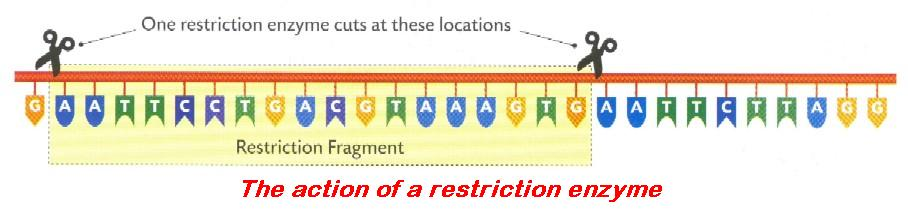 One restriction enzyme cuts at these locations
G A A T T C C T G A C G T A A A G T G A A T T C T T A G G
Restriction Fragment
The action of a restriction enzyme